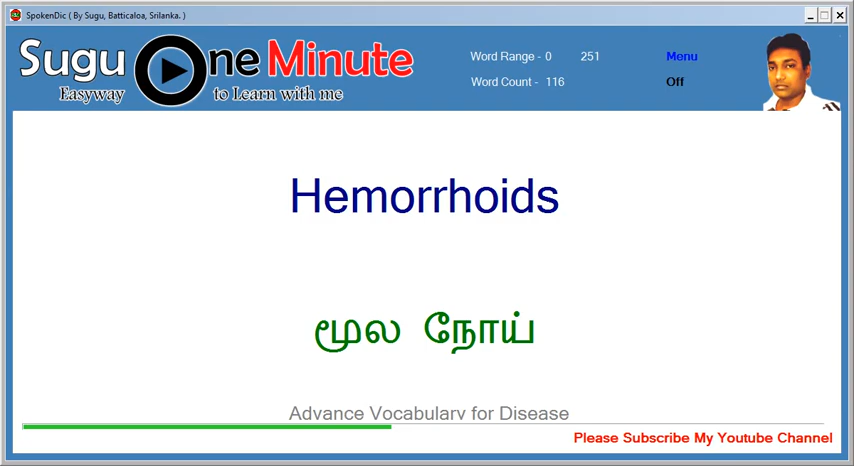 SpokenDic ( By Sugu, Batticaloa, Srilanka. )
Sugu One Minute
Easyway to Learn with me
Word Range - 0 251
Menu
Word Count - 116
Off
Hemorrhoids
மூல நோய்
Advance Vocabulary for Disease
Please Subscribe My Youtube Channel